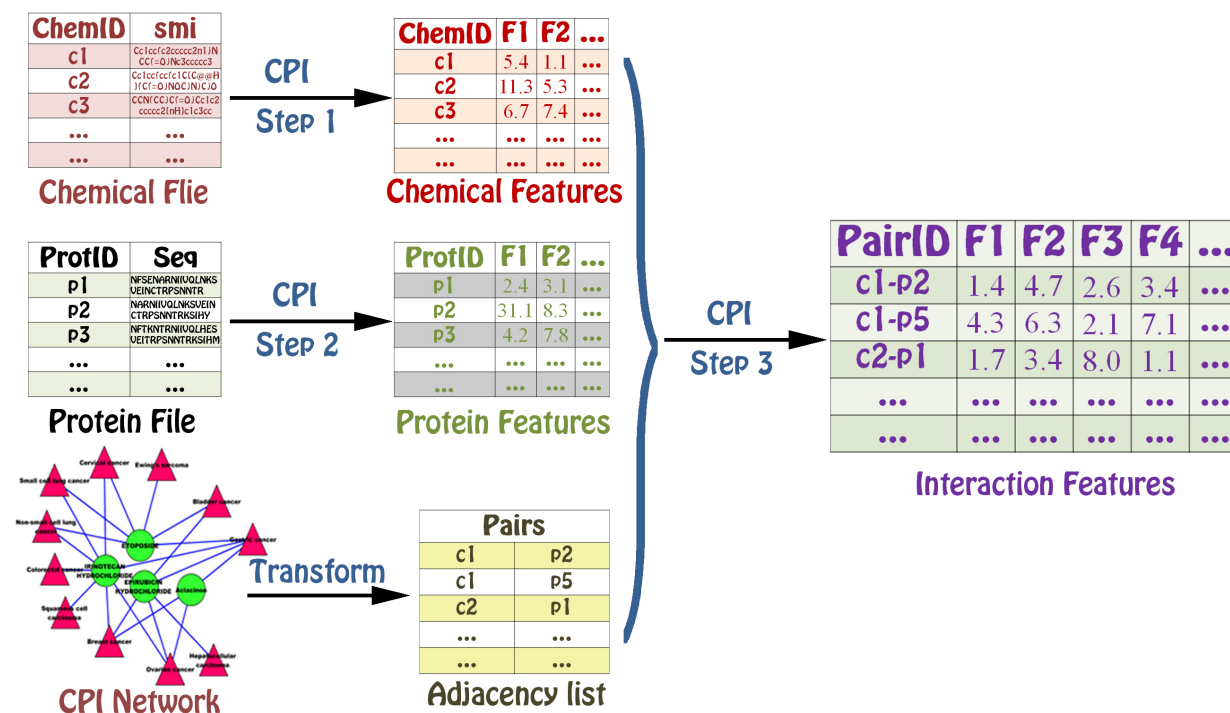 ChemID smi
c1 Cc1cc(c2ccccc2n1)N
CC(=O)Nc3ccccc3
c2 Cc1cc(cc(c1C(C@@H
)(C(=O)NOC)N)C)O
c3 CCN(CC)C(=O)Cc1c2
ccccc2(nH)c1c3cc
... ...
... ...
Chemical Flie
CPI
Step 1
ChemID F1 F2 ...
c1 5.4 1.1 ...
c2 11.3 5.3 ...
c3 6.7 7.4 ...
... ... ... ...
... ... ... ...
Chemical Features
ProtID Seq
p1 NFSENARNIIVQLNKS
VEINCTRPSNNTR
p2 NARNIIVQLNKSVEIN
CTRPSNNTRKSIHY
p3 NFTKNTRNIIVQLHES
VEITRPSNNTRKSIHM
... ...
... ...
Protein File
CPI
Step 2
ProtID F1 F2 ...
p1 2.4 3.1 ...
p2 31.1 8.3 ...
p3 4.2 7.8 ...
... ... ... ...
... ... ... ...
Protein Features
Cervical cancer
Ewing's sarcoma
Small cell lung cancer
Bladder cancer
Non-small cell lung
cancer
Gastric cancer
ETOPOSIDE
Colorectal cancer
IRINOTECAN
HYDROCHLORIDE
EPIRUBICIN
HYDROCHLORIDE
Aclacinon
Squamous cell
carcinoma
Breast cancer
Ovarian cancer
Hepatocellular
carcinoma
CPI Network
Transform
Pairs
c1 p2
c1 p5
c2 p1
... ...
... ...
Adjacency list
CPI
Step 3
PairID F1 F2 F3 F4 ...
c1-p2 1.4 4.7 2.6 3.4 ...
c1-p5 4.3 6.3 2.1 7.1 ...
c2-p1 1.7 3.4 8.0 1.1 ...
... ... ... ... ... ...
... ... ... ... ... ...
Interaction Features